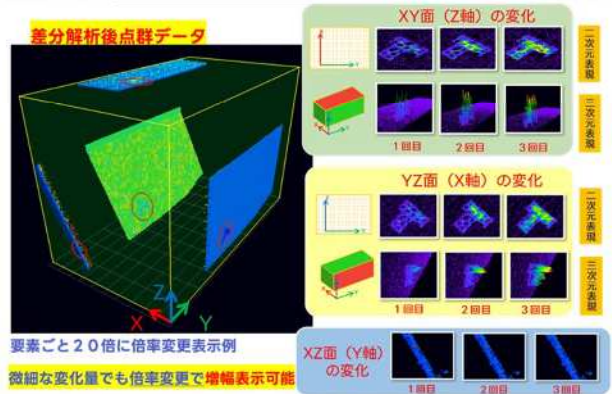 差分解析後点群データ
Z
X
Y
要素ごと20倍に倍率変更表示例
微細な変化量でも倍率変更で増幅表示可能
XY面（Z軸）の変化
二次元表現
三次元表現
1回目
2回目
3回目
YZ面（X軸）の変化
二次元表現
三次元表現
1回目
2回目
3回目
XZ面（Y軸）
の変化
1回目
2回目
3回目